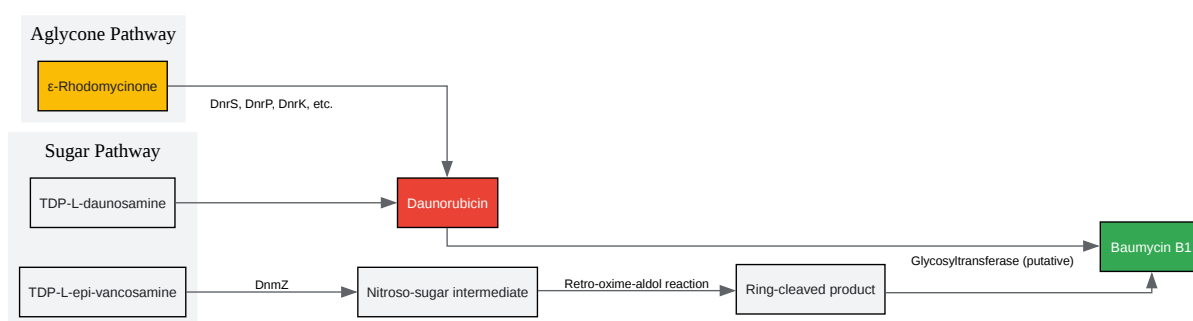 Aglycone Pathway
ε-Rhodomycinone
DnrS, DnrP, DnrK, etc.
Sugar Pathway
TDP-L-daunosamine
Daunorubicin
Baumycin B1
Glycosyltransferase (putative)
TDP-L-epi-vancosamine
DnmZ
Nitroso-sugar intermediate
Retro-oxime-aldol reaction
Ring-cleaved product